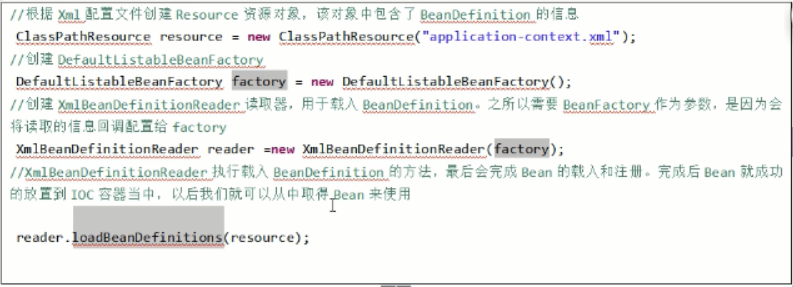 //根据 Xml 配置文件创建 Resource 资源对象，该对象中包含了 BeanDefinition 的信息
ClassPathResource resource = new ClassPathResource("application-context.xml");
//创建 DefaultListableBeanFactory
DefaultListableBeanFactory factory = new DefaultListableBeanFactory();
//创建 XmlBeanDefinitionReader 读取器，用于载入 BeanDefinition。之所以需要 BeanFactory 作为参数，是因为会
将读取的信息回调配置给 factory
XmlBeanDefinitionReader reader =new XmlBeanDefinitionReader(factory);
//XmlBeanDefinitionReader 执行载入 BeanDefinition 的方法，最后会完成 Bean 的载入和注册。完成后 Bean 就成功
的放置到 IOC 容器当中，以后我们就可以从中取得 Bean 来使用
reader.loadBeanDefinitions(resource);